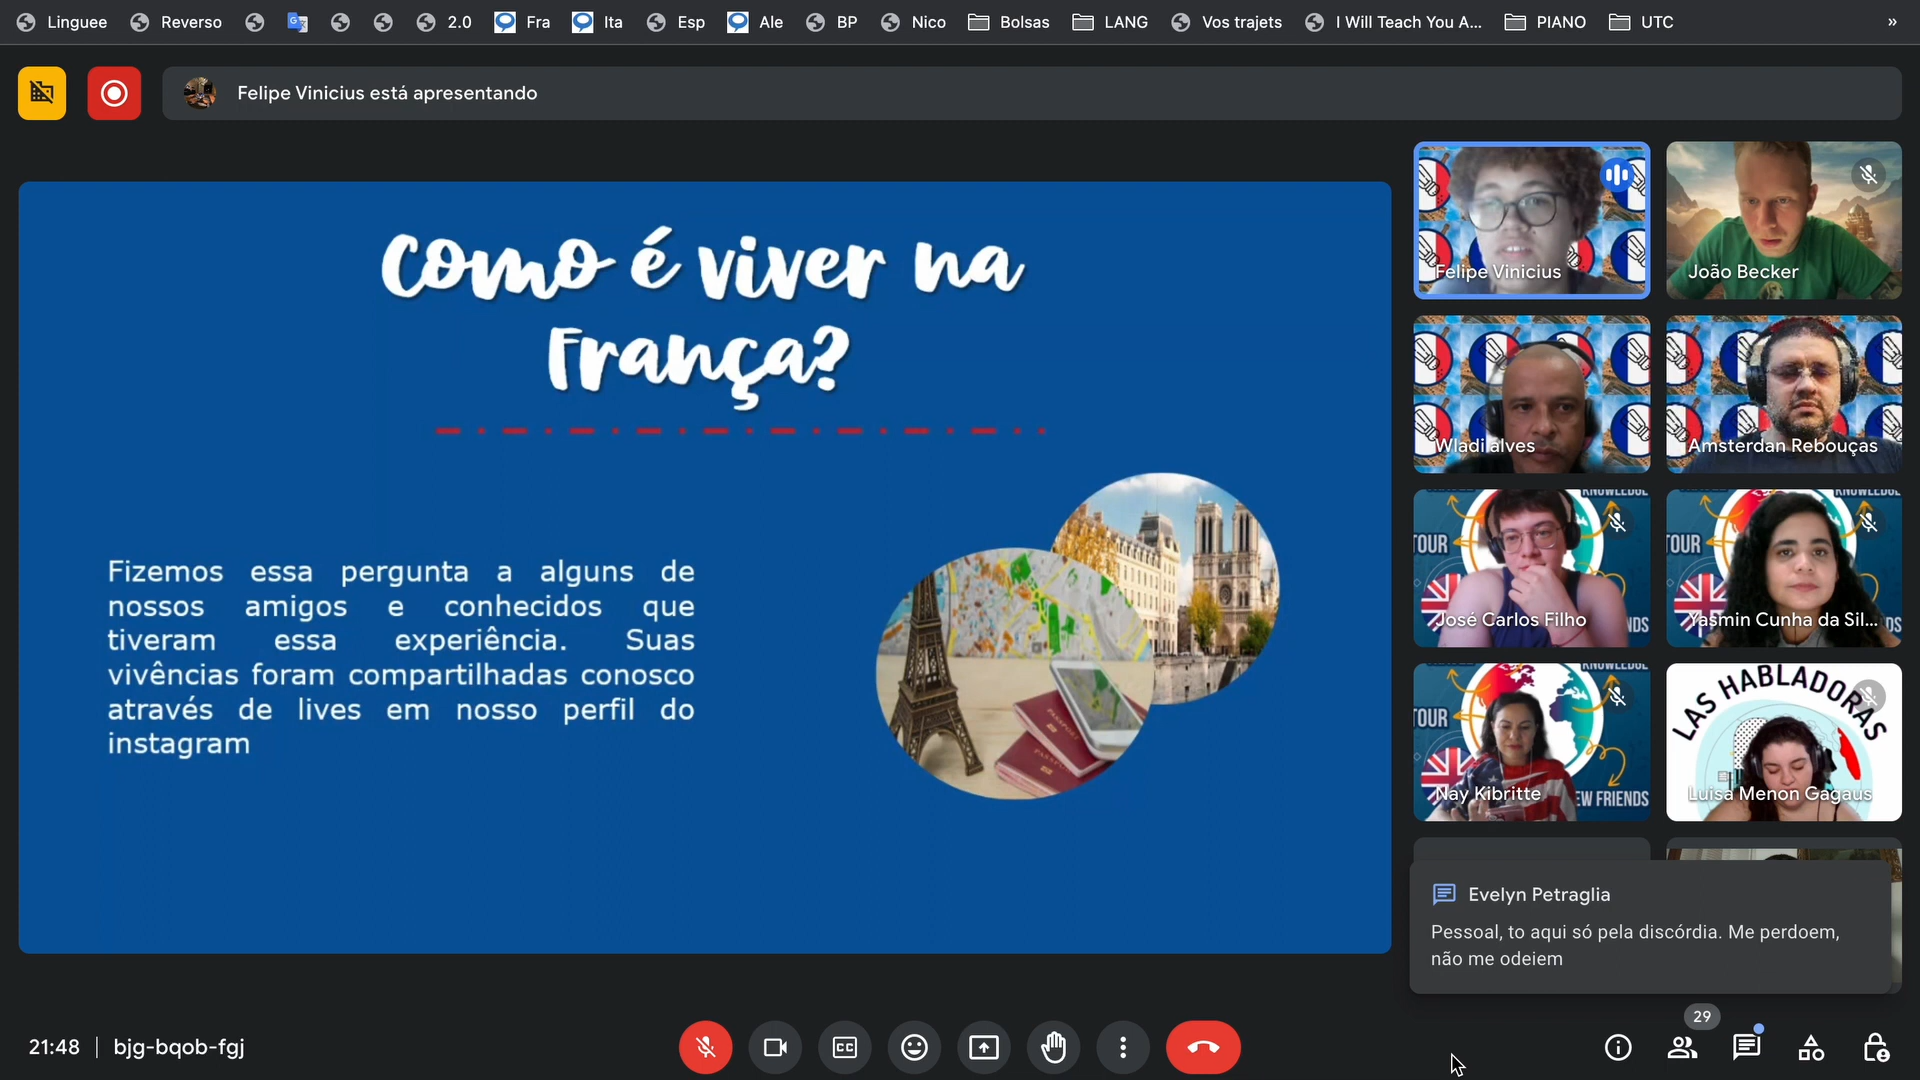 Linguee
Reverso
2.0
Fra
Ita
Esp
Ale
BP
Nico
Bolsas
LANG
Vos trajets
I Will Teach You A...
PIANO
UTC
»
Felipe Vinicius está apresentando
Como é viver na
França?
Fizemos essa pergunta a alguns de
nossos amigos e conhecidos que
tiveram essa experiência. Suas
vivências foram compartilhadas conosco
através de lives em nosso perfil do
instagram
Felipe Vinicius
João Becker
Wladi alves
Amsterdan Rebouças
KNOWLEDGE
TOUR
José Carlos Filho
KNOWLEDGE
TOUR
Yasmin Cunha da Sil...
KNOWLEDGE
TOUR
EW FRIENDS
Nay Kibritte
LAS HABLADORAS
Luisa Menon Gagaus
Evelyn Petraglia
Pessoal, to aqui só pela discórdia. Me perdoem,
não me odeiem
21:48 | bjg-bqob-fgj
CC
29